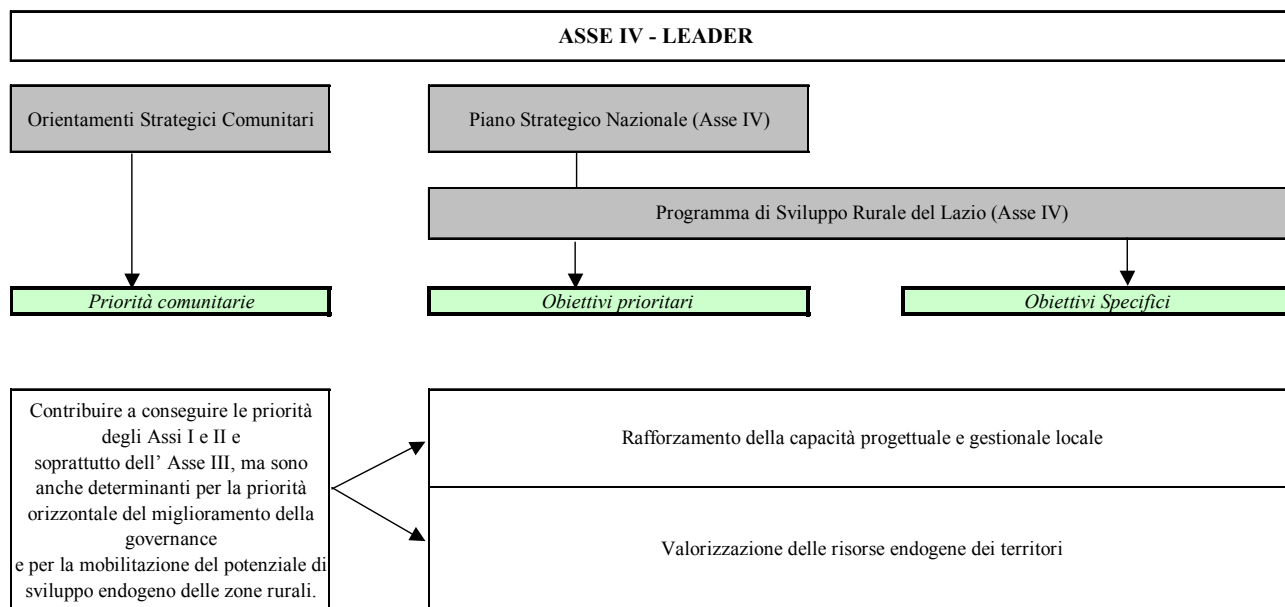 ASSE IV - LEADER
Orientamenti Strategici Comunitari
Piano Strategico Nazionale (Asse IV)
Programma di Sviluppo Rurale del Lazio (Asse IV)
Priorità comunitarie
Obiettivi prioritari
Obiettivi Specifici
Contribuire a conseguire le priorità
degli Assi I e II e
soprattutto dell’ Asse III, ma sono
anche determinanti per la priorità
orizzontale del miglioramento della
governance
e per la mobilitazione del potenziale di
sviluppo endogeno delle zone rurali.
Rafforzamento della capacità progettuale e gestionale locale
Valorizzazione delle risorse endogene dei territori